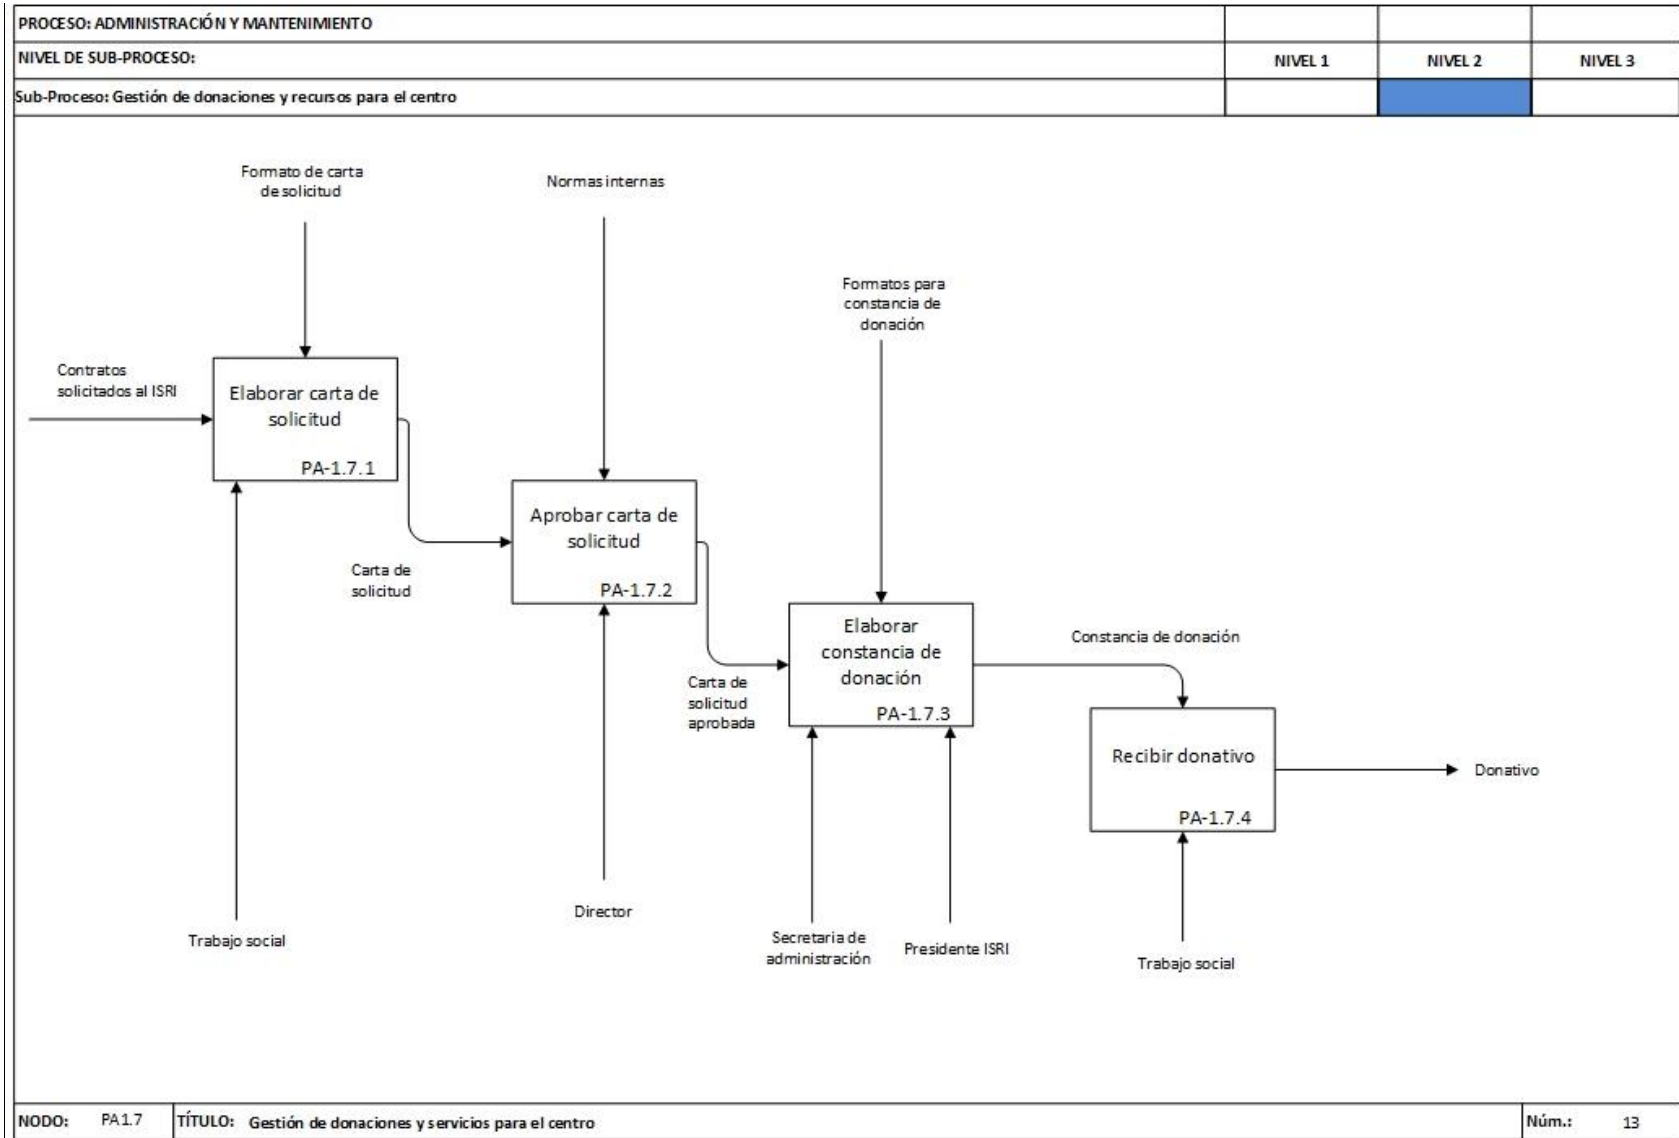 PROCESO: ADMINISTRACIÓN Y MANTENIMIENTO
NIVEL DE SUB-PROCESO:
NIVEL 1
NIVEL 2
NIVEL 3
Sub-Proceso: Gestión de donaciones y recursos para el centro
Formato de carta
de solicitud
Normas internas
Formatos para
constancia de
donación
Contratos
solicitados al ISRI
Elaborar carta de
solicitud
PA-1.7.1
Carta de
solicitud
Aprobar carta de
solicitud
PA-1.7.2
Carta de
solicitud
aprobada
Elaborar
constancia de
donación
PA-1.7.3
Constancia de donación
Recibir donativo
PA-1.7.4
Donativo
Trabajo social
Director
Secretaria de
administración
Presidente ISRI
Trabajo social
NODO: PA1.7
TÍTULO: Gestión de donaciones y servicios para el centro
Núm.: 13